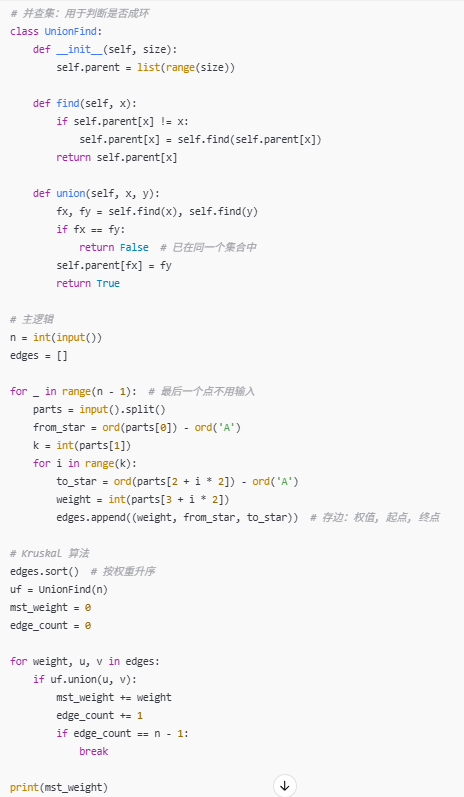 # 并查集：用于判断是否成环
class UnionFind:
    def __init__(self, size):
        self.parent = list(range(size))

    def find(self, x):
        if self.parent[x] != x:
            self.parent[x] = self.find(self.parent[x])
        return self.parent[x]

    def union(self, x, y):
        fx, fy = self.find(x), self.find(y)
        if fx == fy:
            return False  # 已在同一个集合中
        self.parent[fx] = fy
        return True

# 主逻辑
n = int(input())
edges = []

for _ in range(n - 1):  # 最后一个点不用输入
    parts = input().split()
    from_star = ord(parts[0]) - ord('A')
    k = int(parts[1])
    for i in range(k):
        to_star = ord(parts[2 + i * 2]) - ord('A')
        weight = int(parts[3 + i * 2])
        edges.append((weight, from_star, to_star))  # 存边：权值, 起点, 终点

# Kruskal 算法
edges.sort()  # 按权重升序
uf = UnionFind(n)
mst_weight = 0
edge_count = 0

for weight, u, v in edges:
    if uf.union(u, v):
        mst_weight += weight
        edge_count += 1
        if edge_count == n - 1:
            break

print(mst_weight)